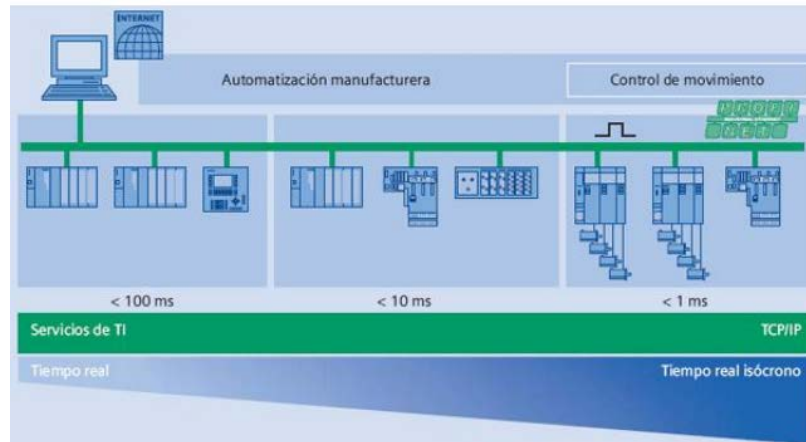 INTERNET
Automatización manufacturera
Control de movimiento
< 100 ms
< 10 ms
< 1 ms
Servicios de TI
TCP/IP
Tiempo real
Tiempo real isócrono